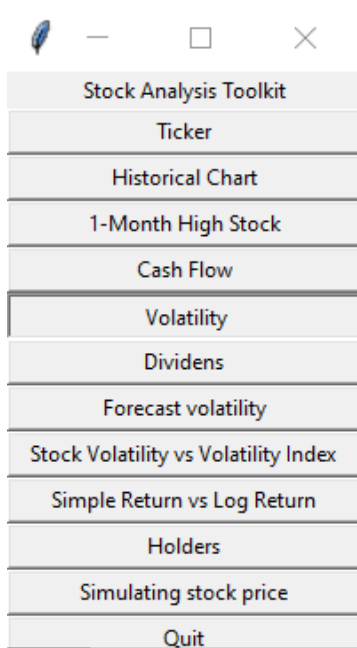 Stock Analysis Toolkit
Ticker
Historical Chart
1-Month High Stock
Cash Flow
Volatility
Dividens
Forecast volatility
Stock Volatility vs Volatility Index
Simple Return vs Log Return
Holders
Simulating stock price
Quit